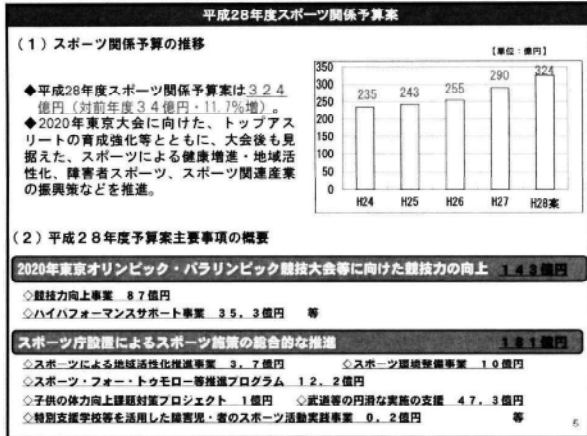 平成28年度スポーツ関係予算案
(1)スポーツ関係予算の推移
【単位:億円】
◆平成28年度スポーツ関係予算案は324
億円(対前年度34億円・11.7%増)。
◆2020年東京大会に向けた、トップアス
リートの育成強化等とともに、大会後も見
据えた、スポーツによる健康増進・地域活
性化、障害者スポーツ、スポーツ関連産業
の振興策などを推進。
350
300
250
200
150
100
50
0
235 243 255 290 324
H24 H25 H26 H27 H28案
(2)平成28年度予算案主要事項の概要
2020年東京オリンピック・パラリンピック競技大会等に向けた競技力の向上 143億円
◇競技力向上事業 87億円
◇ハイパフォーマンスサポート事業 35.3億円 等
スポーツ庁設置によるスポーツ施策の総合的な推進 181億円
◇スポーツによる地域活性化推進事業 3.7億円 ◇スポーツ環境整備事業 10億円
◇スポーツ・フォー・トゥモロー等推進プログラム 12.2億円
◇子供の体力向上課題対策プロジェクト 1億円 ◇武道等の円滑な実施の支援 47.3億円
◇特別支援学校等を活用した障害児・者のスポーツ活動実践事業 0.2億円 等
5